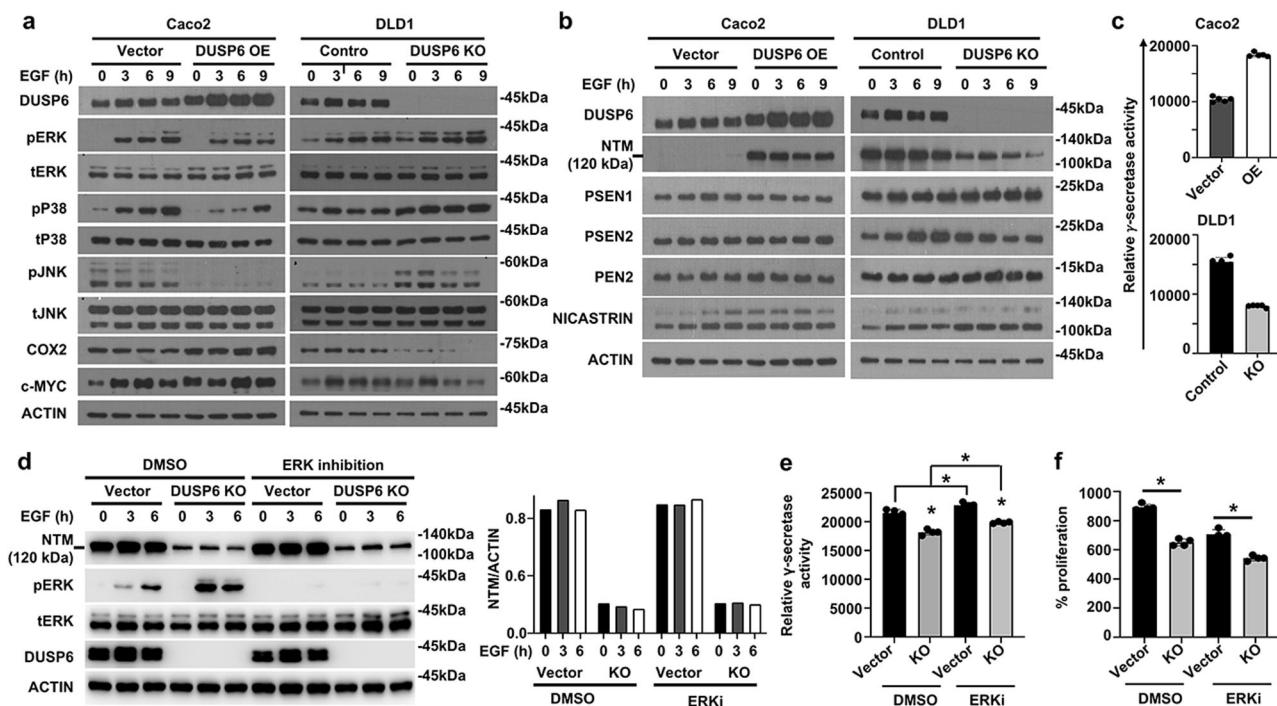 a
Caco2 DLD1
Vector DUSP6 OE Contro DUSP6 KO
EGF (h) 0 3 6 9 0 3 6 9 0 3 6 9 0 3 6 9
DUSP6 -45kDa
pERK -45kDa
tERK -45kDa
pP38 -45kDa
tP38 -45kDa
pJNK -60kDa
tJNK -60kDa
COX2 -75kDa
c-MYC -60kDa
ACTIN -45kDa
b
Caco2 DLD1
Vector DUSP6 OE Control DUSP6 KO
EGF (h) 0 3 6 9 0 3 6 9 0 3 6 9 0 3 6 9
DUSP6 -45kDa
-140kDa
NTM
(120 kDa) -100kDa
PSEN1 -25kDa
PSEN2 -25kDa
PEN2 -15kDa
-140kDa
NICASTRIN -100kDa
ACTIN -45kDa
c
Caco2
20000
10000
0
Vector OE
Relative γ-secretase activity
DLD1
20000
10000
0
Control KO
d
DMSO ERK inhibition
Vector DUSP6 KO Vector DUSP6 KO
EGF (h) 0 3 6 0 3 6 0 3 6 0 3 6
-140kDa
NTM
(120 kDa) -100kDa
pERK -45kDa
tERK -45kDa
DUSP6 -45kDa
ACTIN -45kDa
NTM/ACTIN
0.8
0.6
0.0
EGF (h) 0 3 6 0 3 6 0 3 6 0 3 6
Vector KO Vector KO
DMSO ERKi
e
Relative γ-secretase
activity
25000
20000
15000
10000
5000
0
*
*
* *
Vector KO Vector KO
DMSO ERKi
f
% proliferation
1000
800
600
400
200
0
* *
Vector KO Vector KO
DMSO ERKi